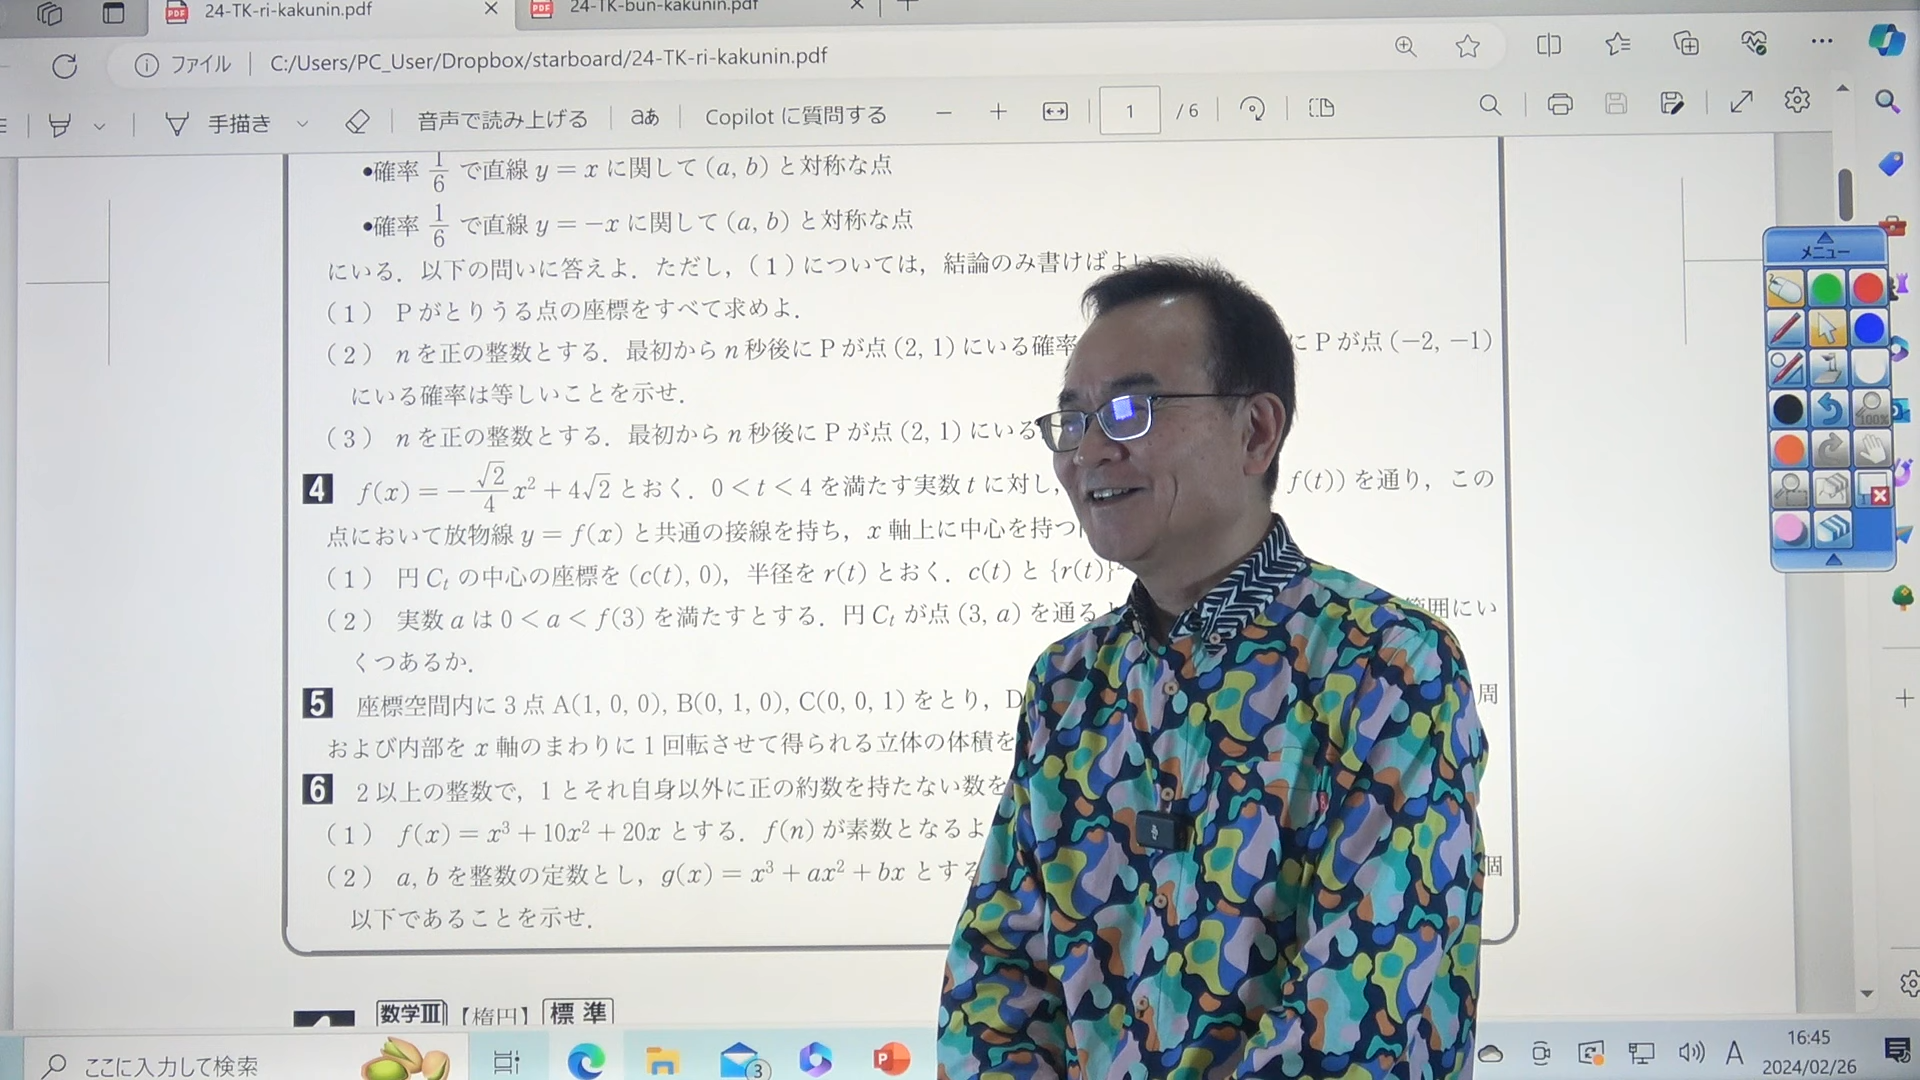 24-TK-ri-kakunin.pdf
24-TK-bun-kakunin.pdf
ファイル
C:/Users/PC_User/Dropbox/starboard/24-TK-ri-kakunin.pdf
手描き
音声で読み上げる
aあ
Copilot に質問する
1
/ 6
•確率 1/6 で直線 y = x に関して (a, b) と対称な点
•確率 1/6 で直線 y = −x に関して (a, b) と対称な点
にいる．以下の問いに答えよ．ただし，(1) については，結論のみ書けばよい
(1) Pがとりうる点の座標をすべて求めよ．
(2) n を正の整数とする．最初から n 秒後に P が点 (2, 1) にいる確率 に P が点 (−2, −1)
にいる確率は等しいことを示せ．
(3) n を正の整数とする．最初から n 秒後に P が点 (2, 1) にいる
4 f(x) = −√2/4 x² + 4√2 とおく．0 < t < 4 を満たす実数 t に対し， f(t)) を通り，この
点において放物線 y = f(x) と共通の接線を持ち，x 軸上に中心を持つ
(1) 円 Cₜ の中心の座標を (c(t), 0)，半径を r(t) とおく．c(t) と {r(t)}²
(2) 実数 a は 0 < a < f(3) を満たすとする．円 Cₜ が点 (3, a) を通る 範囲にい
くつあるか．
5 座標空間内に 3 点 A(1, 0, 0), B(0, 1, 0), C(0, 0, 1) をとり，D 周
および内部を x 軸のまわりに 1 回転させて得られる立体の体積を
6 2 以上の整数で，1 とそれ自身以外に正の約数を持たない数を
(1) f(x) = x³ + 10x² + 20x とする．f(n) が素数となるよ
(2) a, b を整数の定数とし，g(x) = x³ + ax² + bx とする 個
以下であることを示せ．
数学III 【楕円】 標準
メニュー
100%
ここに入力して検索
3
A
16:45
2024/02/26